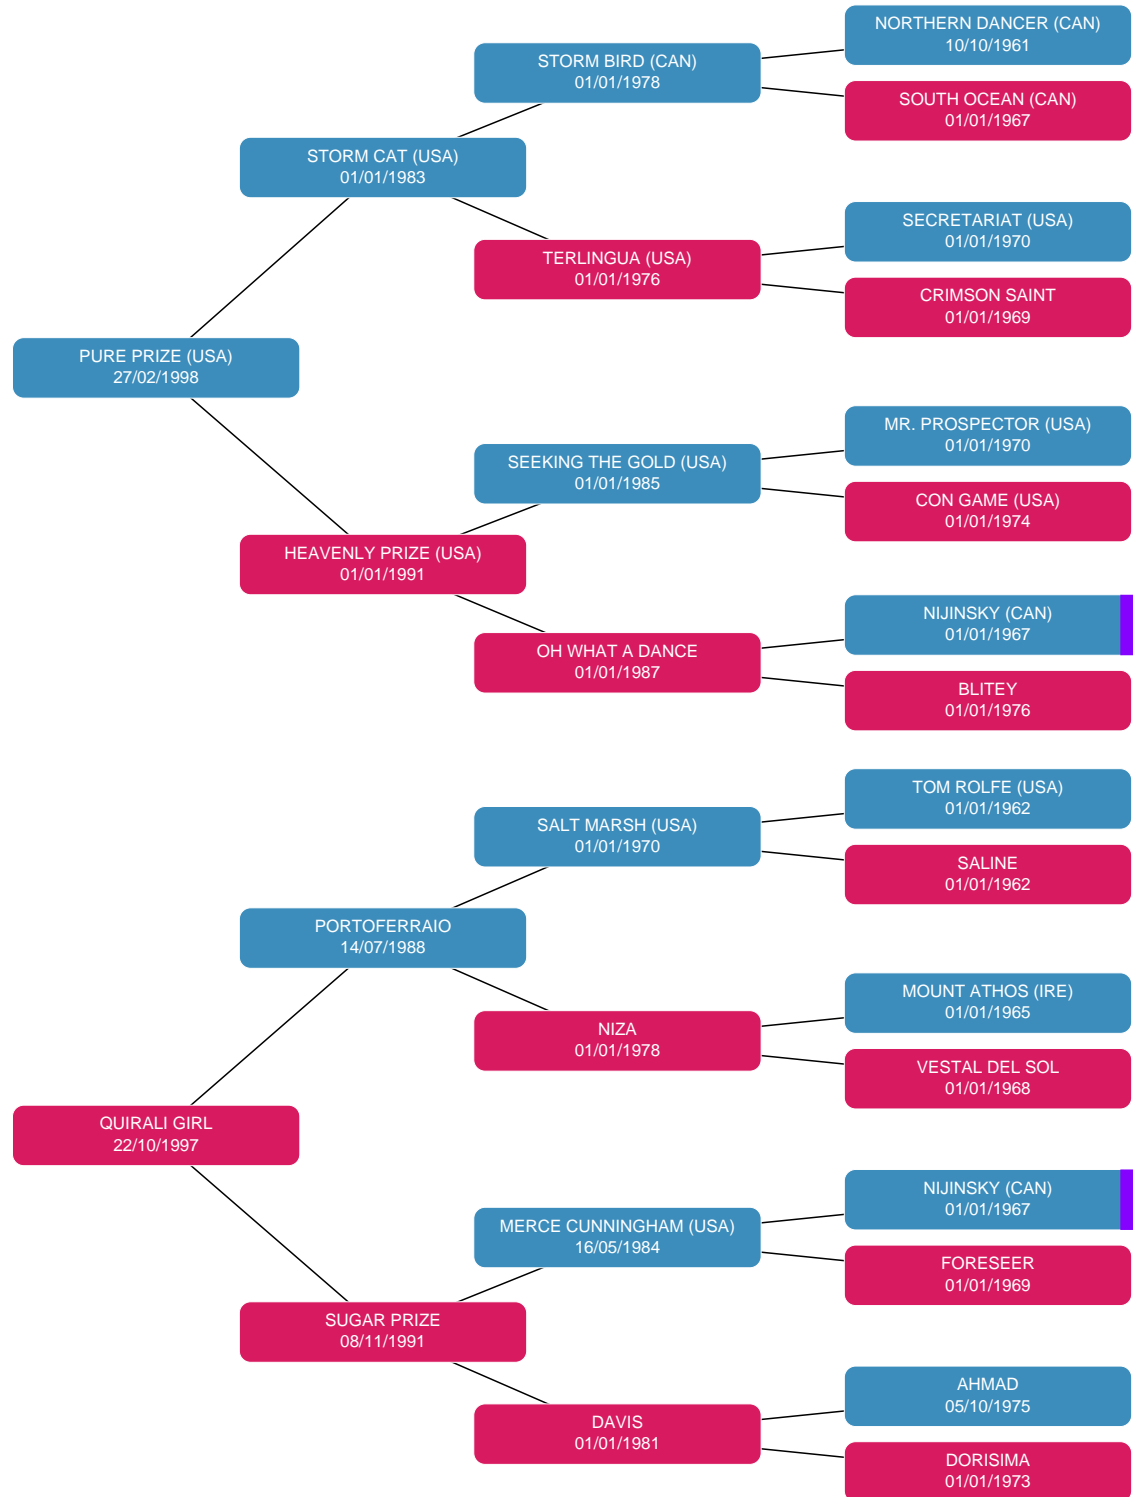 NORTHERN DANCER (CAN)
10/10/1961
STORM BIRD (CAN)
01/01/1978
SOUTH OCEAN (CAN)
01/01/1967
STORM CAT (USA)
01/01/1983
SECRETARIAT (USA)
01/01/1970
TERLINGUA (USA)
01/01/1976
CRIMSON SAINT
01/01/1969
PURE PRIZE (USA)
27/02/1998
MR. PROSPECTOR (USA)
01/01/1970
SEEKING THE GOLD (USA)
01/01/1985
CON GAME (USA)
01/01/1974
HEAVENLY PRIZE (USA)
01/01/1991
NIJINSKY (CAN)
01/01/1967
OH WHAT A DANCE
01/01/1987
BLITEY
01/01/1976
TOM ROLFE (USA)
01/01/1962
SALT MARSH (USA)
01/01/1970
SALINE
01/01/1962
PORTOFERRAIO
14/07/1988
MOUNT ATHOS (IRE)
01/01/1965
NIZA
01/01/1978
VESTAL DEL SOL
01/01/1968
QUIRALI GIRL
22/10/1997
NIJINSKY (CAN)
01/01/1967
MERCE CUNNINGHAM (USA)
16/05/1984
FORESEER
01/01/1969
SUGAR PRIZE
08/11/1991
AHMAD
05/10/1975
DAVIS
01/01/1981
DORISIMA
01/01/1973